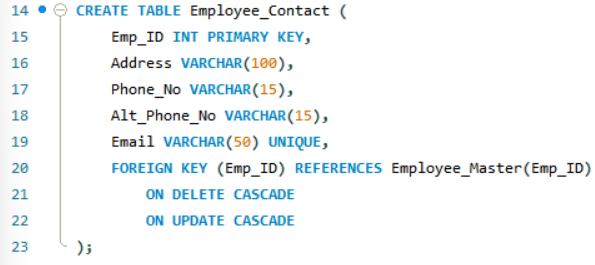 14 CREATE TABLE Employee_Contact (
15 Emp_ID INT PRIMARY KEY,
16 Address VARCHAR(100),
17 Phone_No VARCHAR(15),
18 Alt_Phone_No VARCHAR(15),
19 Email VARCHAR(50) UNIQUE,
20 FOREIGN KEY (Emp_ID) REFERENCES Employee_Master(Emp_ID)
21 ON DELETE CASCADE
22 ON UPDATE CASCADE
23 );